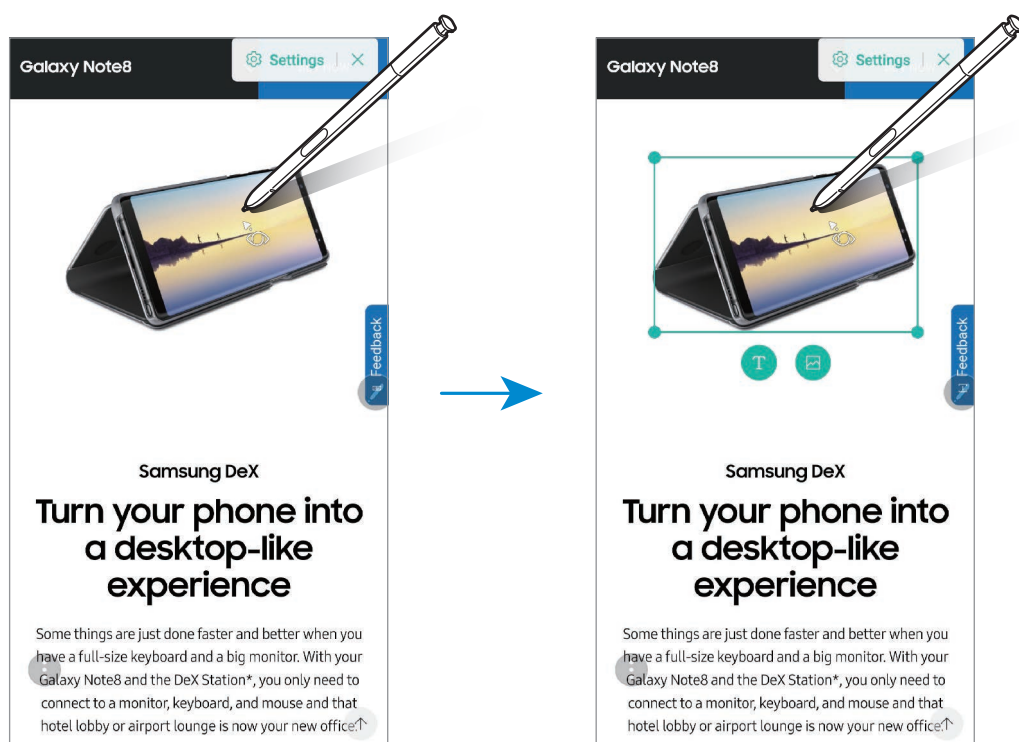 Galaxy Note8
Settings
Feedback
Samsung DeX
Turn your phone into
a desktop-like
experience
Some things are just done faster and better when you
have a full-size keyboard and a big monitor. With your
Galaxy Note8 and the DeX Station*, you only need to
connect to a monitor, keyboard, and mouse and that
hotel lobby or airport lounge is now your new office.
Galaxy Note8
Settings
T
Feedback
Samsung DeX
Turn your phone into
a desktop-like
experience
Some things are just done faster and better when you
have a full-size keyboard and a big monitor. With your
Galaxy Note8 and the DeX Station*, you only need to
connect to a monitor, keyboard, and mouse and that
hotel lobby or airport lounge is now your new office.